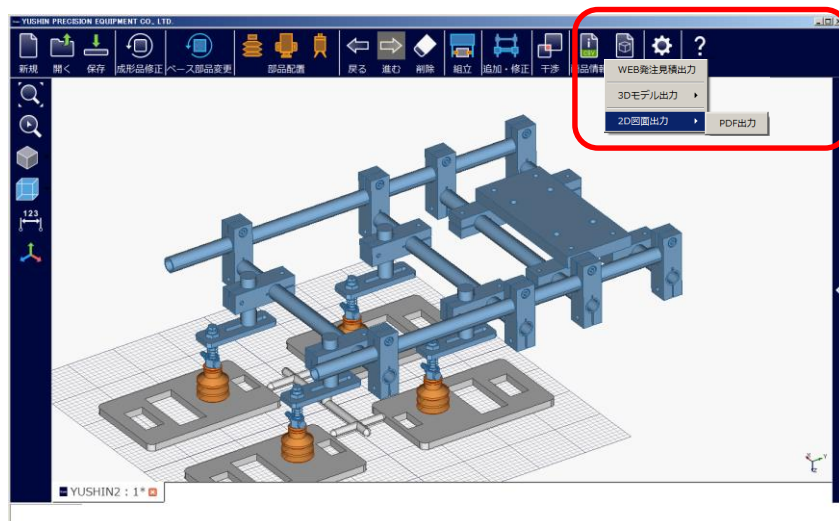 YUSHIN PRECISION EQUIPMENT CO., LTD.
新規 開く 保存 成形品修正 ベース部品変更 部品配置 戻る 進む 削除 組立 追加・修正 干渉 ?
CSV
WEB発注見積出力
3Dモデル出力
2D図面出力 PDF出力
123
YUSHIN2 : 1*